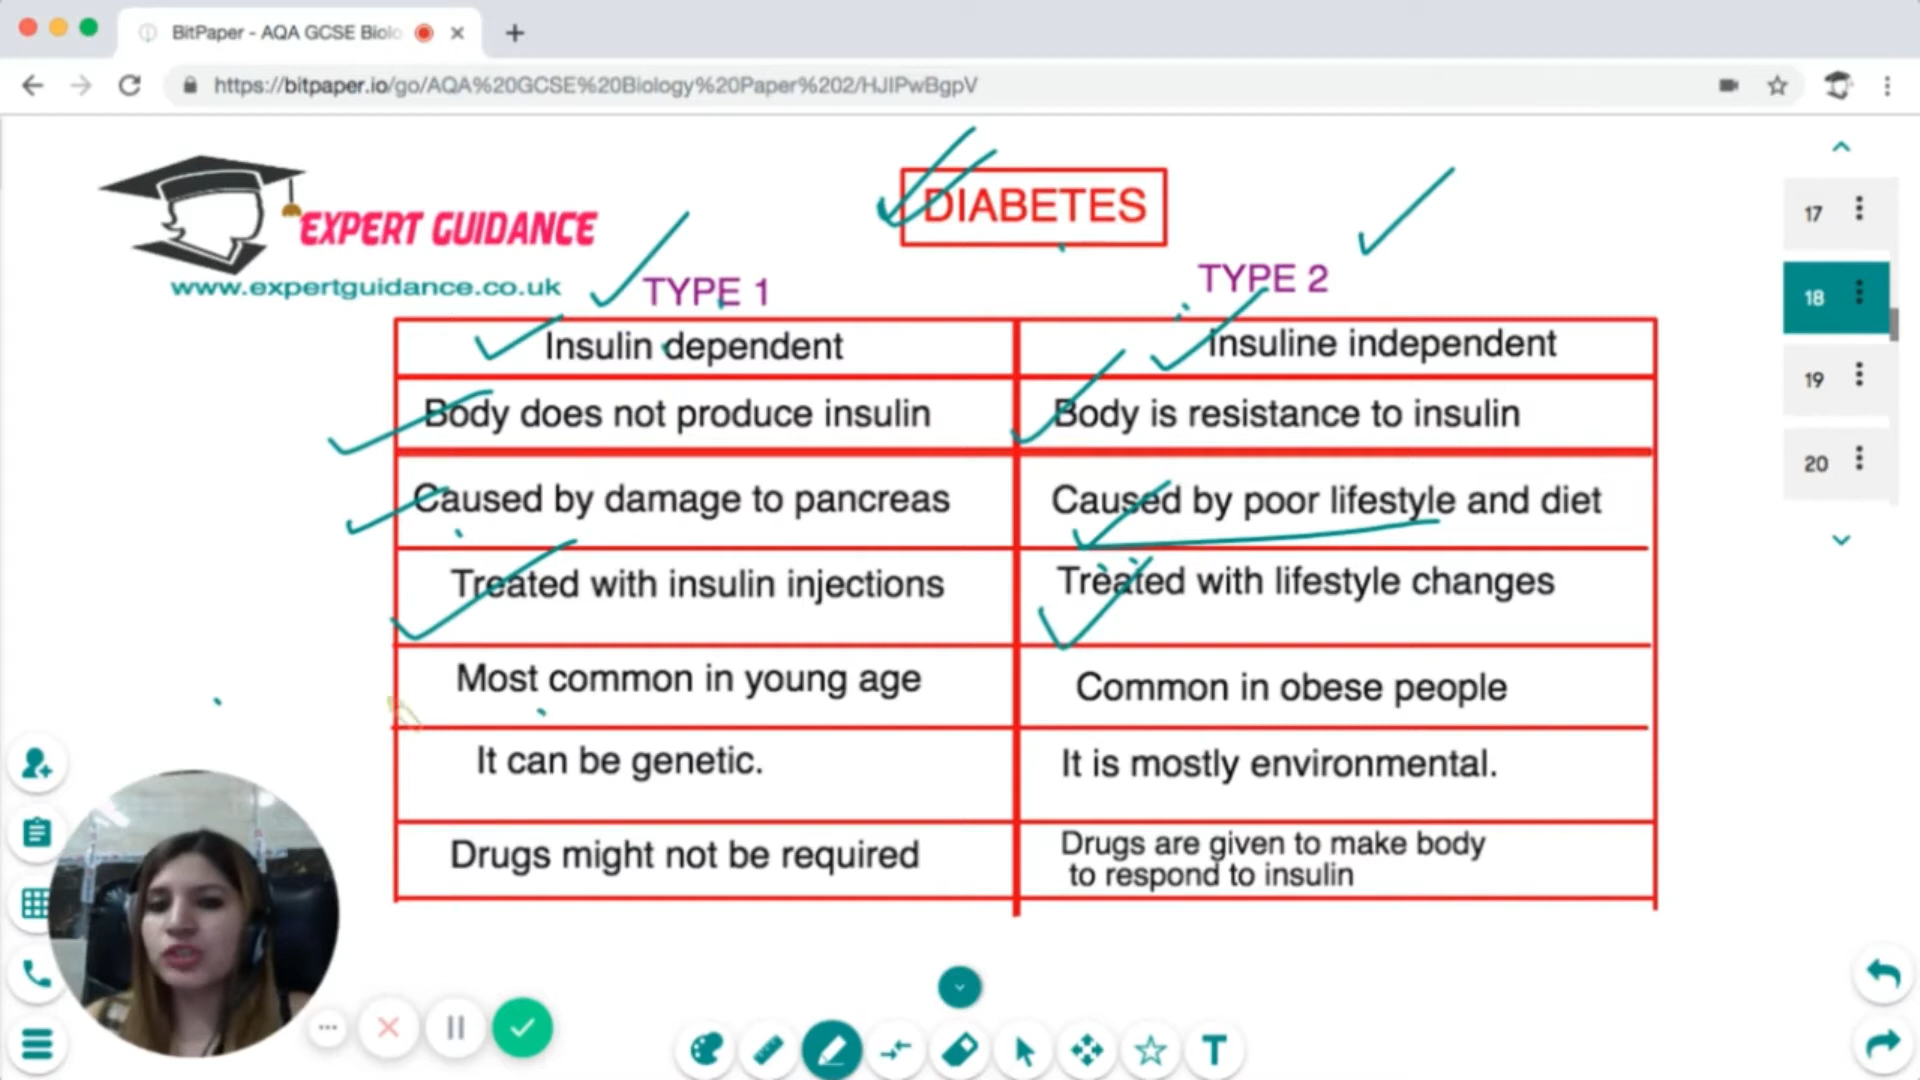 BitPaper - AQA GCSE Biolo
https://bitpaper.io/go/AQA%20GCSE%20Biology%20Paper%202/HJIPwBgpV
EXPERT GUIDANCE
www.expertguidance.co.uk
DIABETES
TYPE 1
TYPE 2
Insulin dependent
Insuline independent
Body does not produce insulin
Body is resistance to insulin
Caused by damage to pancreas
Caused by poor lifestyle and diet
Treated with insulin injections
Treated with lifestyle changes
Most common in young age
Common in obese people
It can be genetic.
It is mostly environmental.
Drugs might not be required
Drugs are given to make body
to respond to insulin
17
18
19
20
T